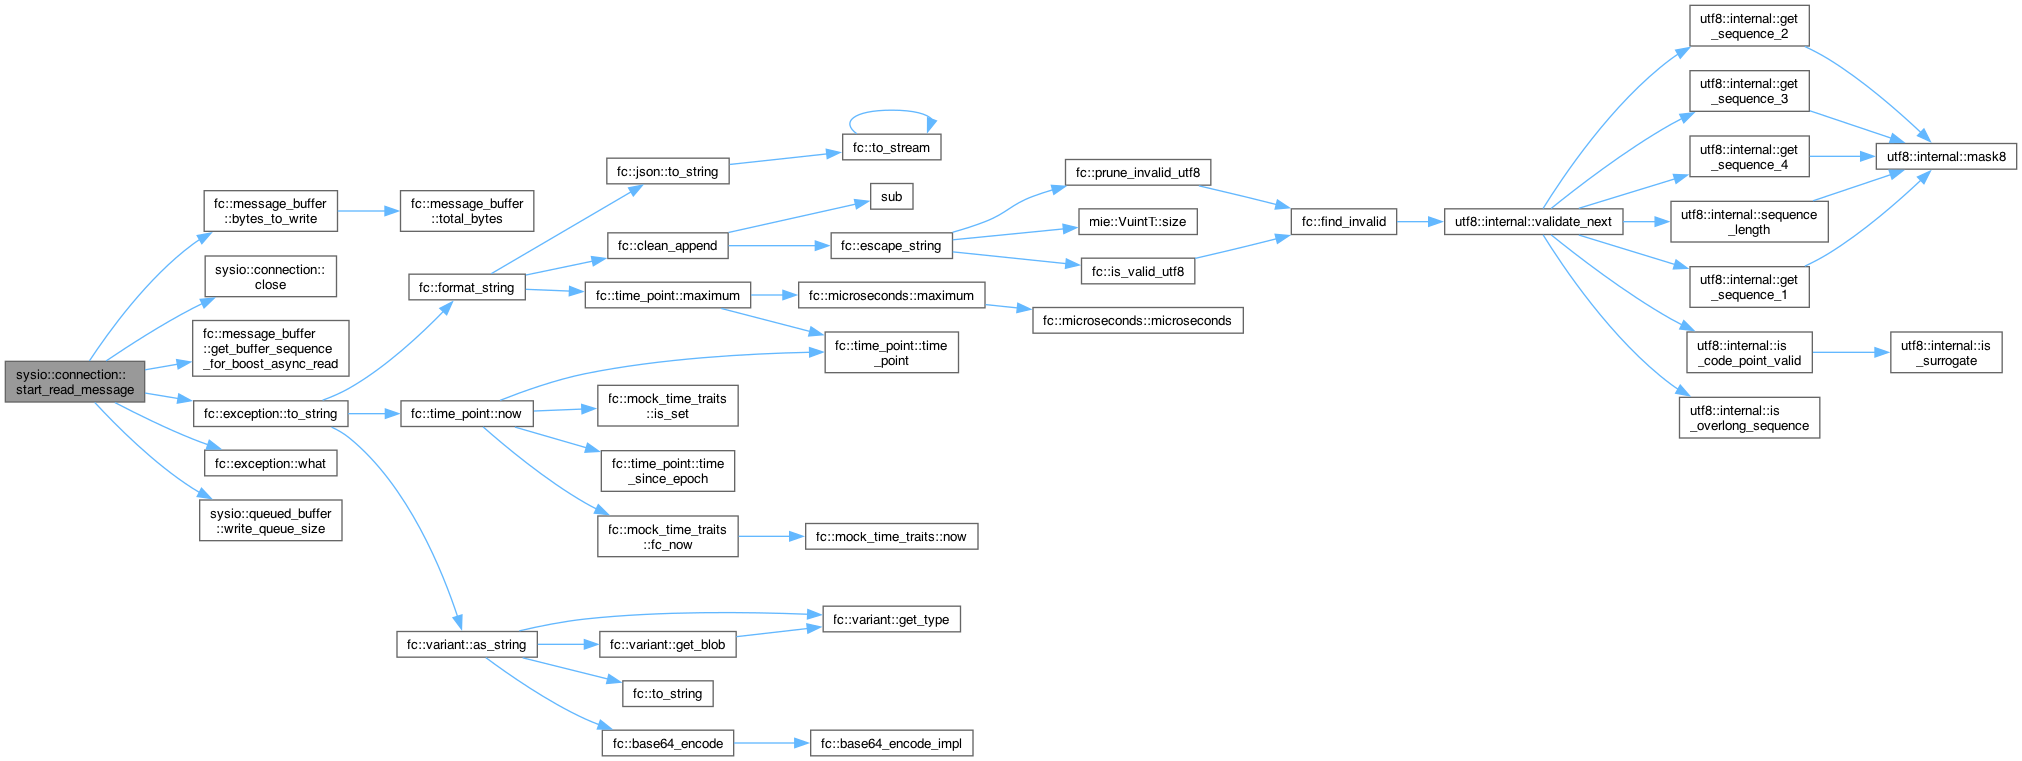 sysio::connection::
start_read_message
fc::message_buffer
::bytes_to_write
fc::message_buffer
::total_bytes
sysio::connection::
close
fc::message_buffer
::get_buffer_sequence
_for_boost_async_read
fc::exception::to_string
fc::format_string
fc::json::to_string
fc::to_stream
fc::clean_append
sub
fc::escape_string
fc::prune_invalid_utf8
fc::find_invalid
utf8::internal::validate_next
utf8::internal::get
_sequence_2
utf8::internal::mask8
utf8::internal::get
_sequence_3
utf8::internal::get
_sequence_4
utf8::internal::sequence
_length
utf8::internal::get
_sequence_1
utf8::internal::is
_code_point_valid
utf8::internal::is
_surrogate
utf8::internal::is
_overlong_sequence
mie::VuintT::size
fc::is_valid_utf8
fc::time_point::maximum
fc::microseconds::maximum
fc::microseconds::microseconds
fc::time_point::time
_point
fc::time_point::now
fc::mock_time_traits
::is_set
fc::time_point::time
_since_epoch
fc::mock_time_traits
::fc_now
fc::mock_time_traits::now
fc::variant::as_string
fc::variant::get_type
fc::variant::get_blob
fc::to_string
fc::base64_encode
fc::base64_encode_impl
fc::exception::what
sysio::queued_buffer
::write_queue_size